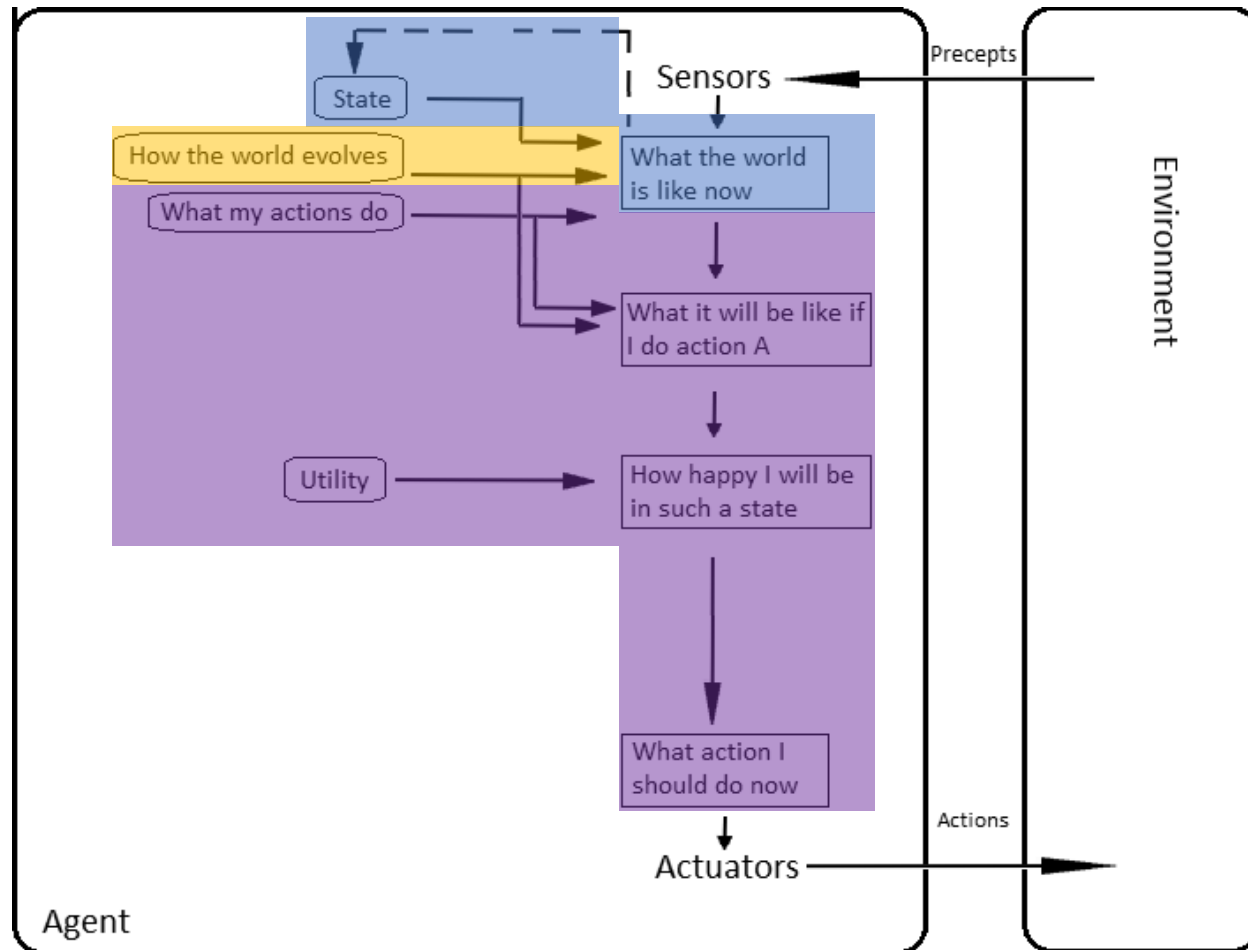 Precepts
Sensors
State
How the world evolves
What the world
is like now
What my actions do
Environment
What it will be like if
I do action A
Utility
How happy I will be
in such a state
What action I
should do now
Actions
Actuators
Agent